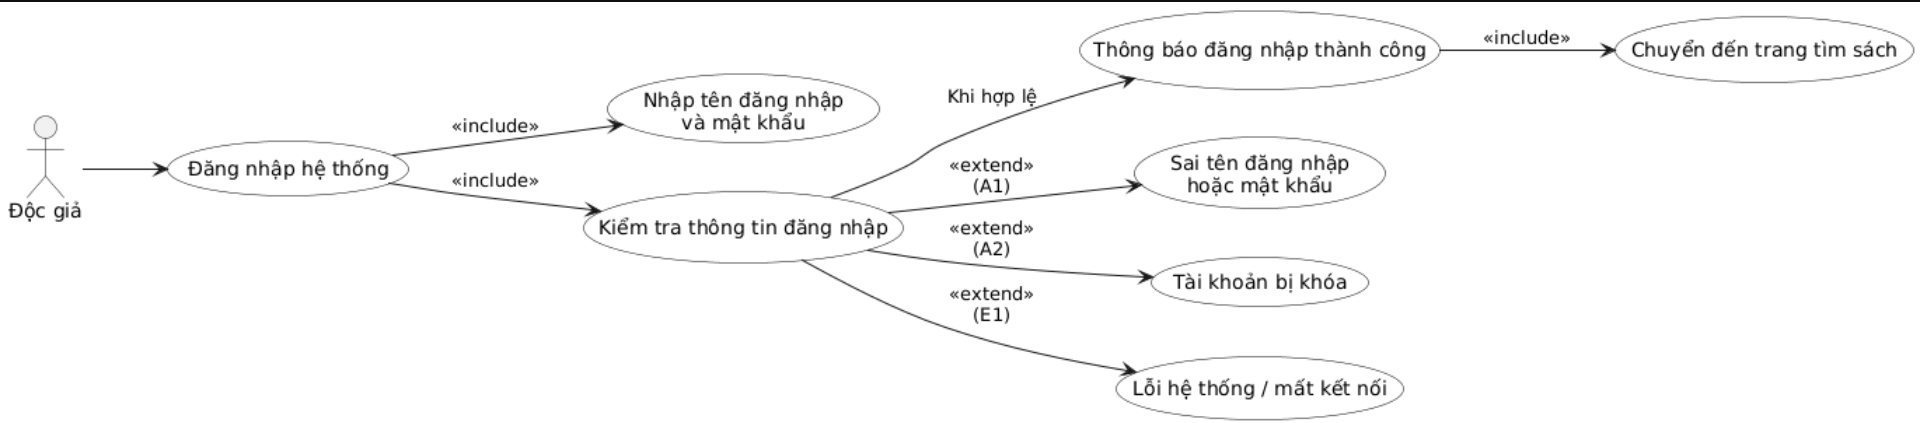 Độc giả
Đăng nhập hệ thống
«include»
«include»
Nhập tên đăng nhập
và mật khẩu
Kiểm tra thông tin đăng nhập
Khi hợp lệ
«extend»
(A1)
«extend»
(A2)
«extend»
(E1)
Thông báo đăng nhập thành công
«include»
Chuyển đến trang tìm sách
Sai tên đăng nhập
hoặc mật khẩu
Tài khoản bị khóa
Lỗi hệ thống / mất kết nối